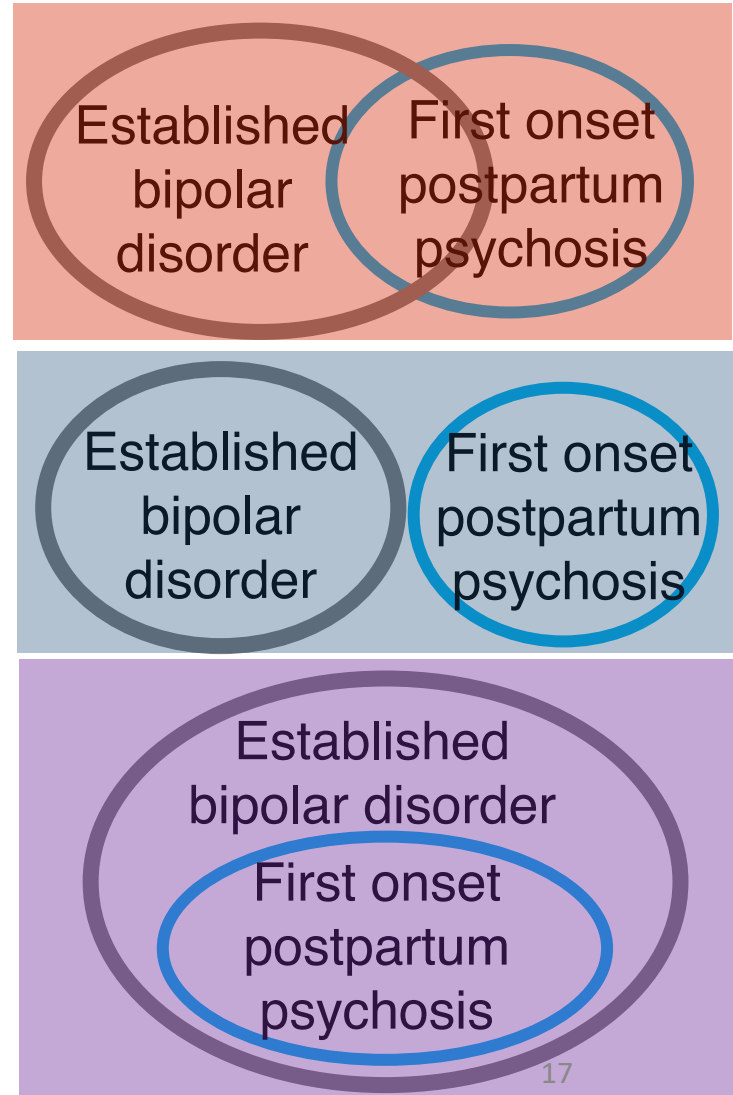 Established
bipolar
disorder
First onset
postpartum
psychosis
Established
bipolar
disorder
First onset
postpartum
psychosis
Established
bipolar disorder
First onset
postpartum
psychosis
17